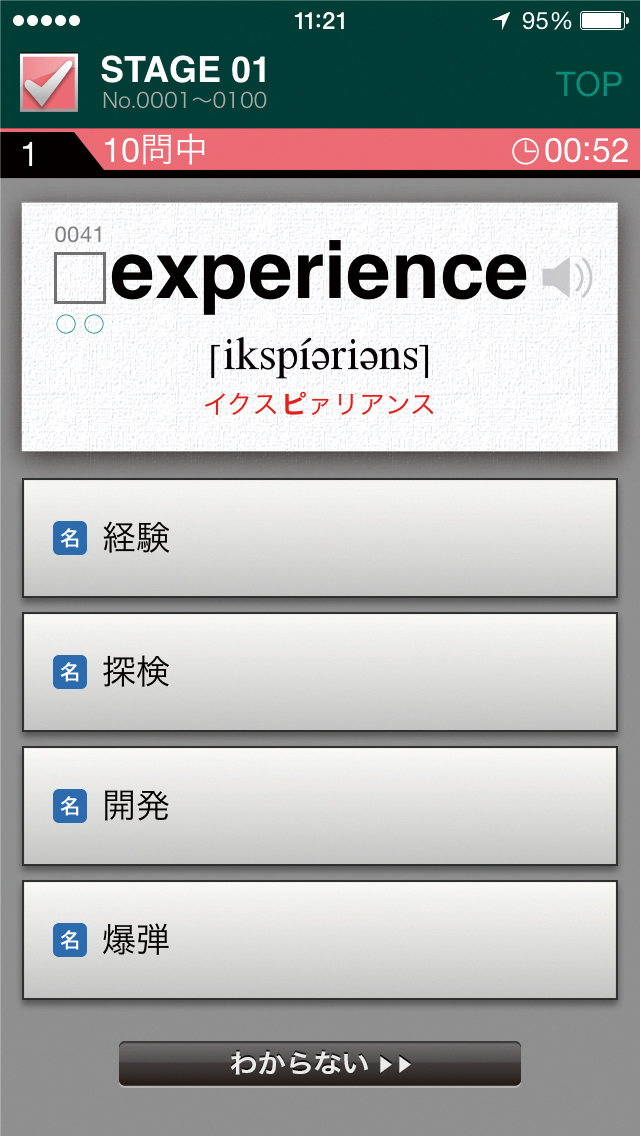 11:21 95%
STAGE 01
No.0001～0100
TOP
1 10問中 00:52
0041
experience
[ikspíəriəns]
イクスピァリアンス
名 経験
名 探検
名 開発
名 爆弾
わからない